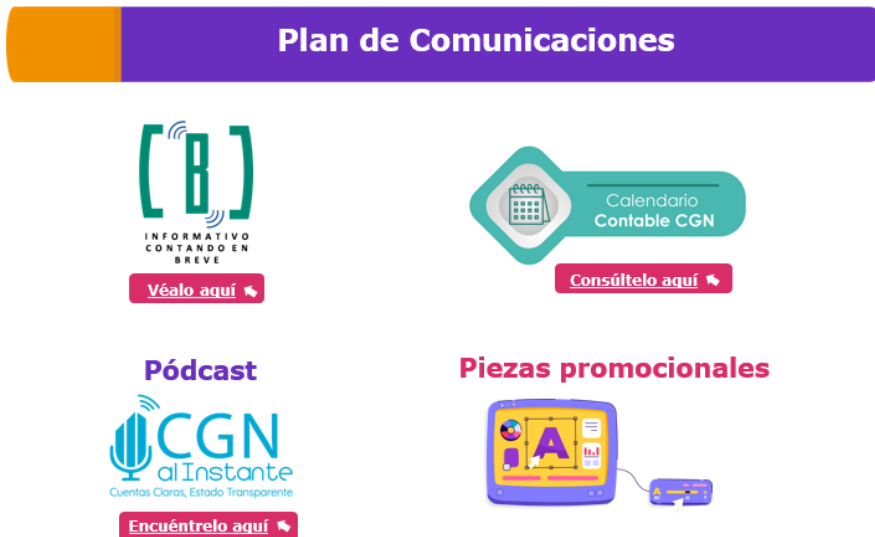 Plan de Comunicaciones
[B]
INFORMATIVO
CONTANDO EN
BREVE
Véalo aquí
Calendario
Contable CGN
Consúltelo aquí
Pódcast
CGN
al Instante
Cuentas Claras, Estado Transparente
Encuéntrelo aquí
Piezas promocionales
A
A